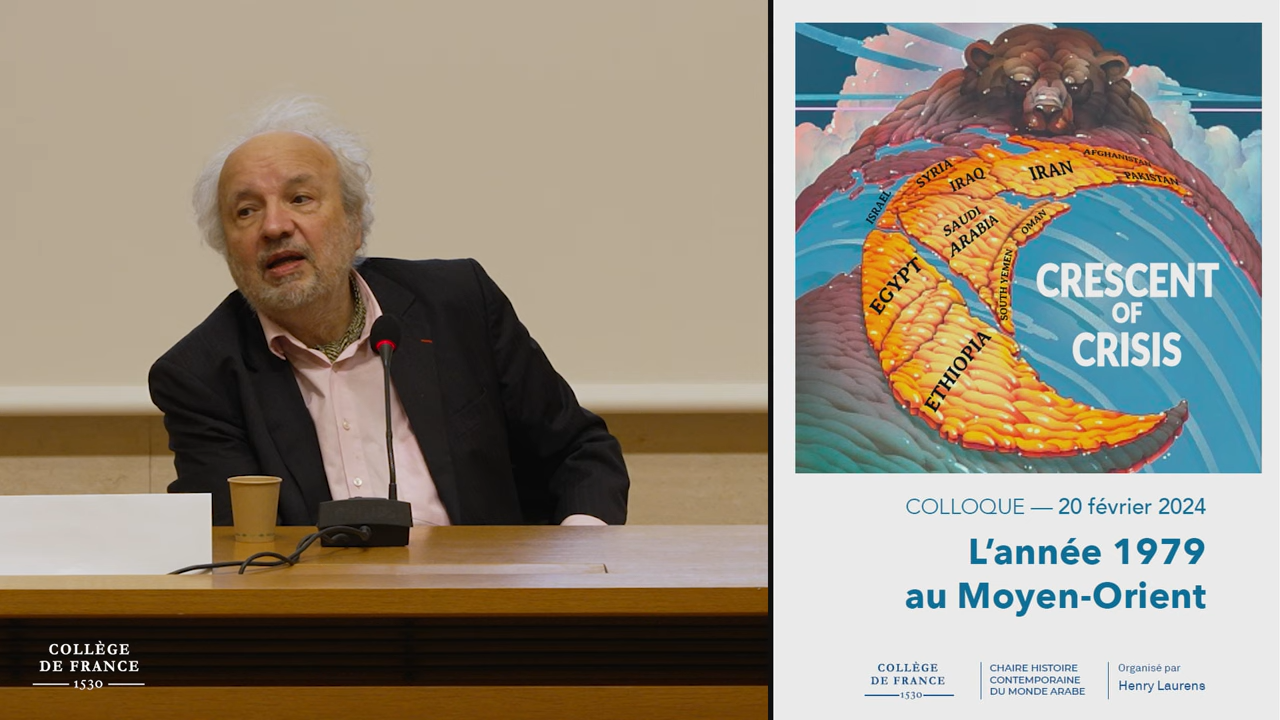 COLLÈGE
DE FRANCE
1530
SYRIA
IRAQ
IRAN
AFGHANISTAN
PAKISTAN
ISRAEL
SAUDI
ARABIA
OMAN
EGYPT
SOUTH YEMEN
ETHIOPIA
CRESCENT
OF
CRISIS
COLLOQUE — 20 février 2024
L’année 1979
au Moyen-Orient
COLLÈGE
DE FRANCE
1530
CHAIRE HISTOIRE
CONTEMPORAINE
DU MONDE ARABE
Organisé par
Henry Laurens